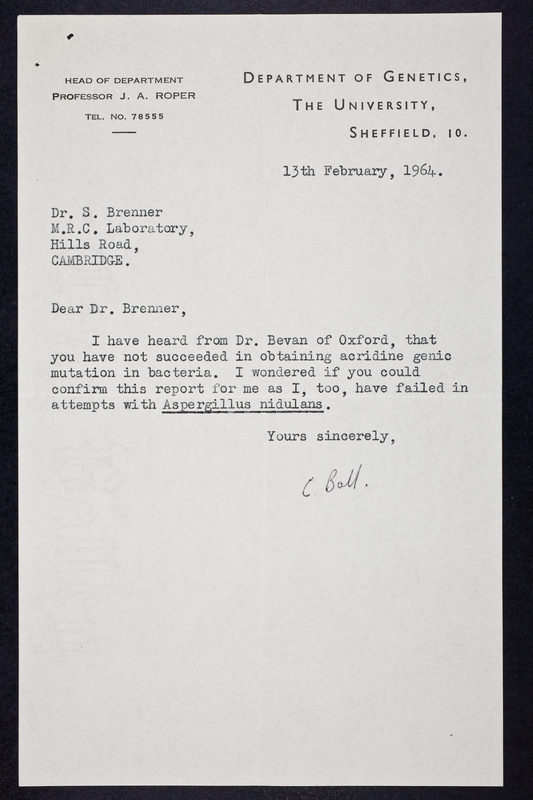 HEAD OF DEPARTMENT
PROFESSOR J. A. ROPER
TEL. NO. 78555
DEPARTMENT OF GENETICS,
THE UNIVERSITY,
SHEFFIELD, 10.
13th February, 1964.
Dr. S. Brenner
M.R.C. Laboratory,
Hills Road,
CAMBRIDGE.
Dear Dr. Brenner,
I have heard from Dr. Bevan of Oxford, that
you have not succeeded in obtaining acridine genic
mutation in bacteria. I wondered if you could
confirm this report for me as I, too, have failed in
attempts with Aspergillus nidulans.
Yours sincerely,
C. Ball.